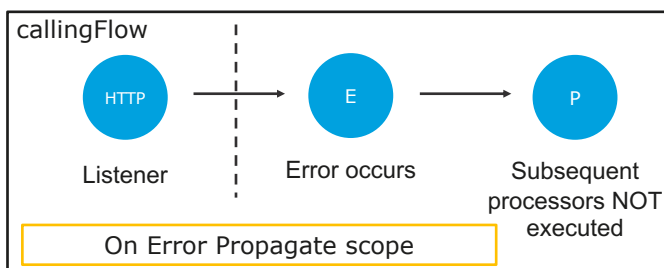 callingFlow
HTTP
E
P
Listener
Error occurs
Subsequent
processors NOT
executed
On Error Propagate scope